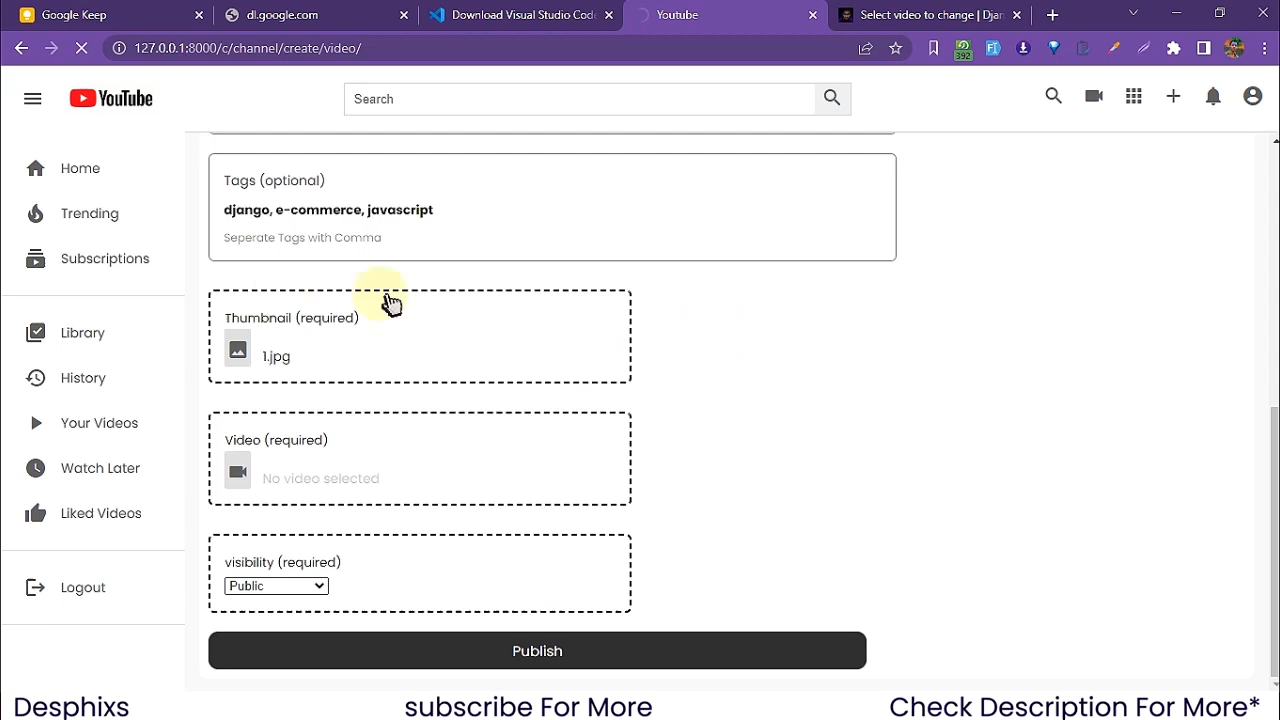 Google Keep
dl.google.com
Download Visual Studio Code
Youtube
Select video to change | Djan
127.0.0.1:8000/c/channel/create/video/
392
YouTube
Search
Home
Trending
Subscriptions
Library
History
Your Videos
Watch Later
Liked Videos
Logout
Tags (optional)
django, e-commerce, javascript
Seperate Tags with Comma
Thumbnail (required)
1.jpg
Video (required)
No video selected
visibility (required)
Public
Publish
Desphixs
subscribe For More
Check Description For More*